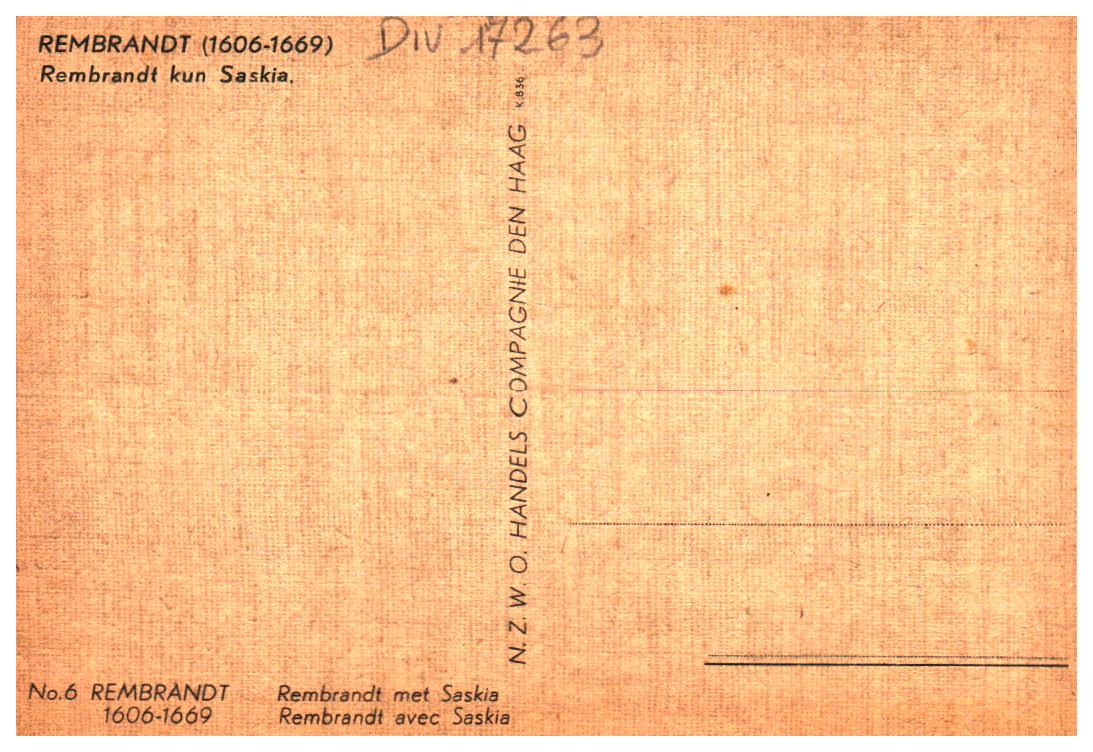 REMBRANDT (1606-1669)
Rembrandt kun Saskia.
Div 17263
N. Z. W. O. HANDELS COMPAGNIE DEN HAAG K.836
No.6 REMBRANDT
1606-1669
Rembrandt met Saskia
Rembrandt avec Saskia